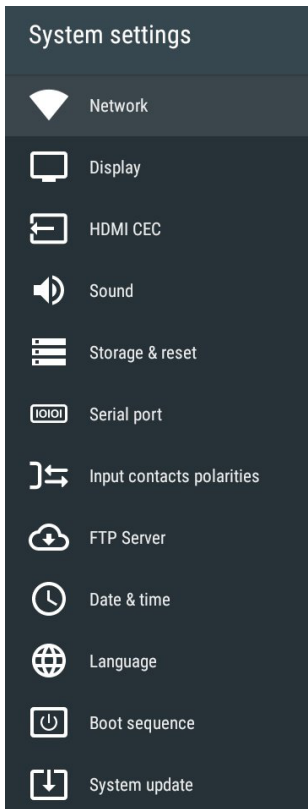 System settings
Network
Display
HDMI CEC
Sound
Storage & reset
IOIOI
Serial port
Input contacts polarities
FTP Server
Date & time
Language
Boot sequence
System update